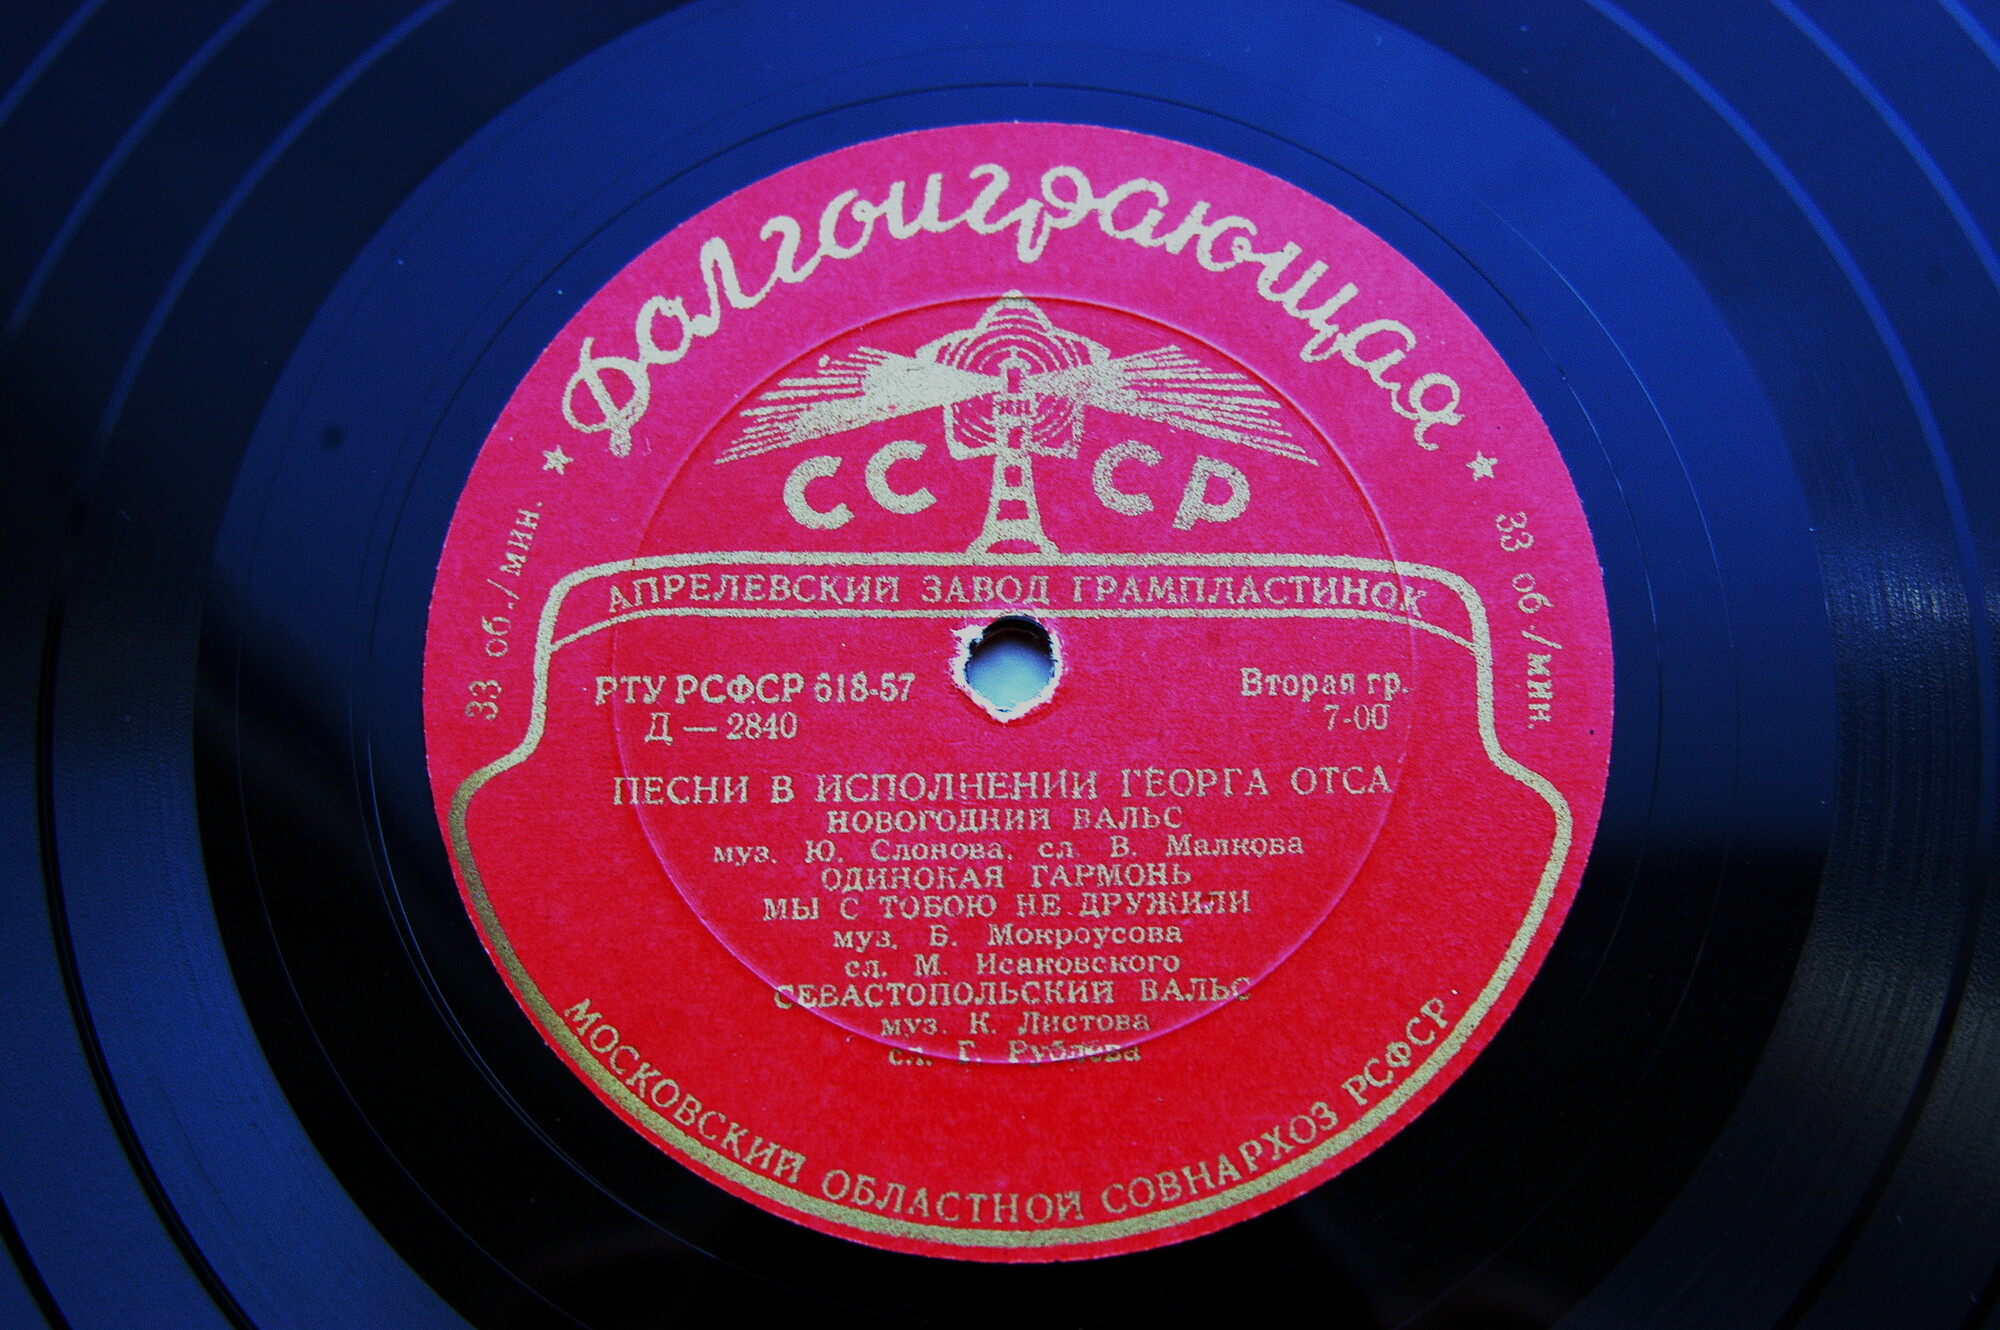 Долгоиграющая
★ 33 об./мин.
★ 33 об./мин.
СССР
АПРЕЛЕВСКИЙ ЗАВОД ГРАМПЛАСТИНОК
РТУ РСФСР 618-57
Вторая гр.
Д — 2840
7-00
ПЕСНИ В ИСПОЛНЕНИИ ГЕОРГА ОТСА
НОВОГОДНИЙ ВАЛЬС
муз. Ю. Слонова, сл. В. Малкова
ОДИНОКАЯ ГАРМОНЬ
МЫ С ТОБОЮ НЕ ДРУЖИЛИ
муз. Б. Мокроусова
сл. М. Исаковского
СЕВАСТОПОЛЬСКИЙ ВАЛЬС
муз. К. Листова
сл. Г. Рублева
МОСКОВСКИЙ ОБЛАСТНОЙ СОВНАРХОЗ РСФСР